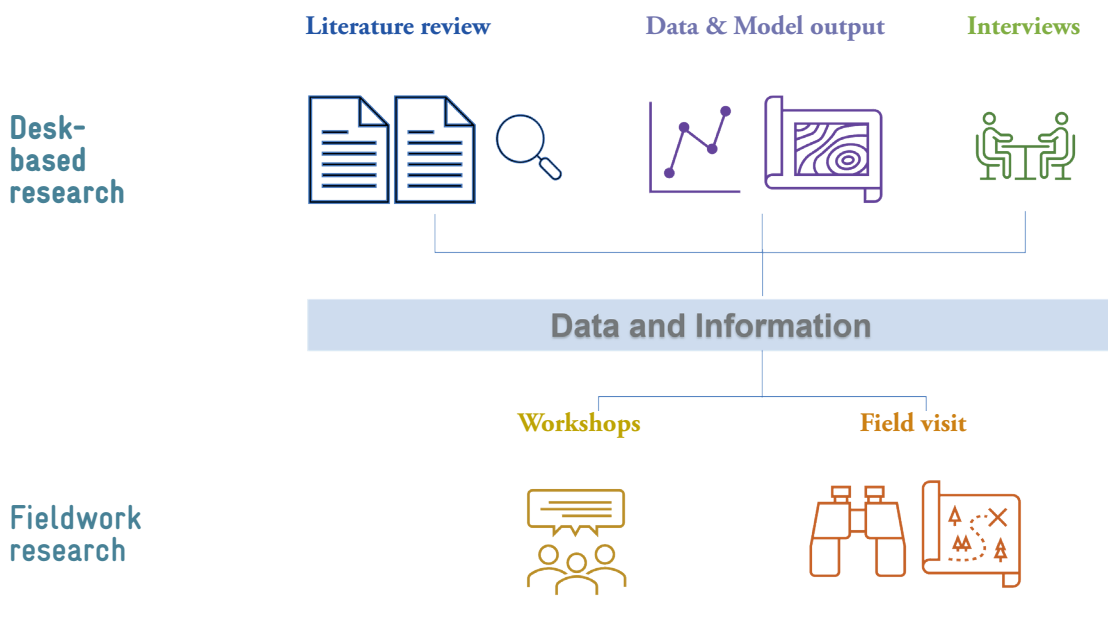 Literature review
Data & Model output
Interviews
Desk-
based
research
Data and Information
Workshops
Field visit
Fieldwork
research